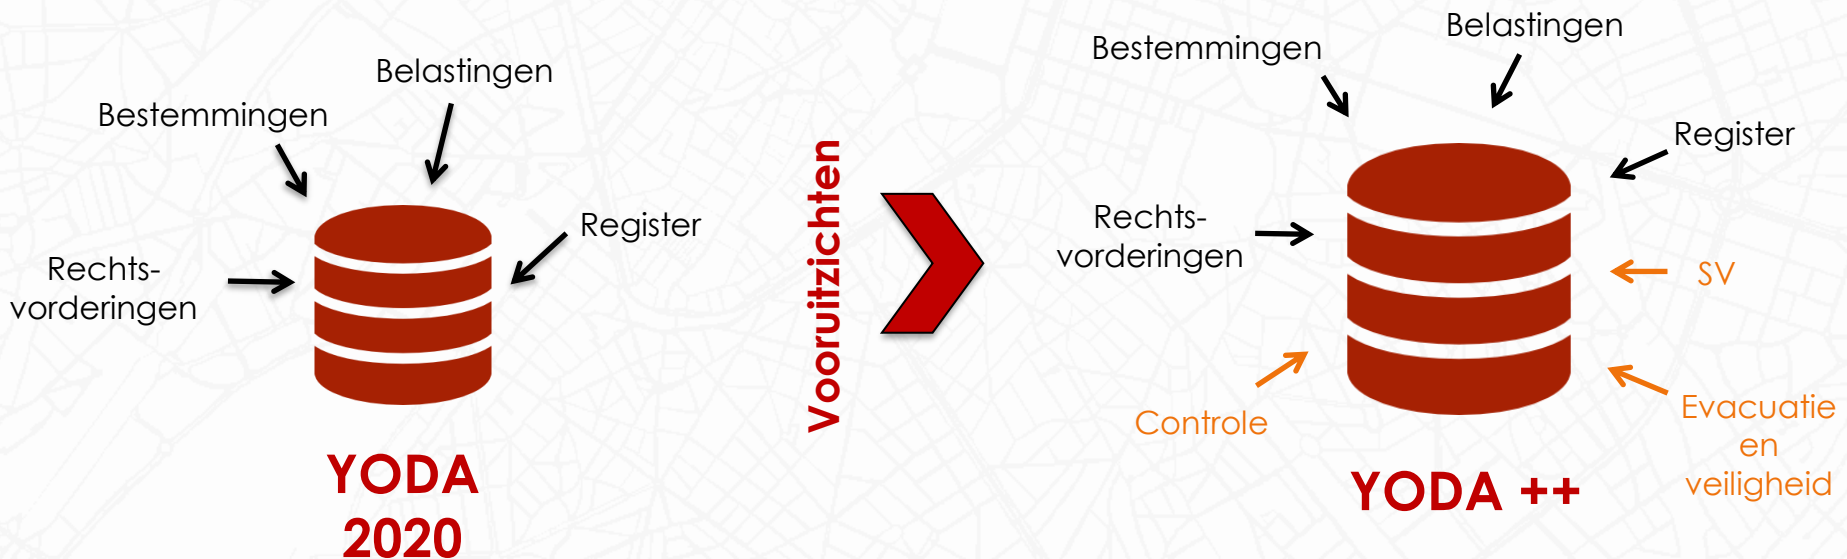 Belastingen
Bestemmingen
Register
Rechts-
vorderingen
YODA
2020
Vooruitzichten
Belastingen
Bestemmingen
Register
Rechts-
vorderingen
SV
Controle
Evacuatie
en
veiligheid
YODA ++